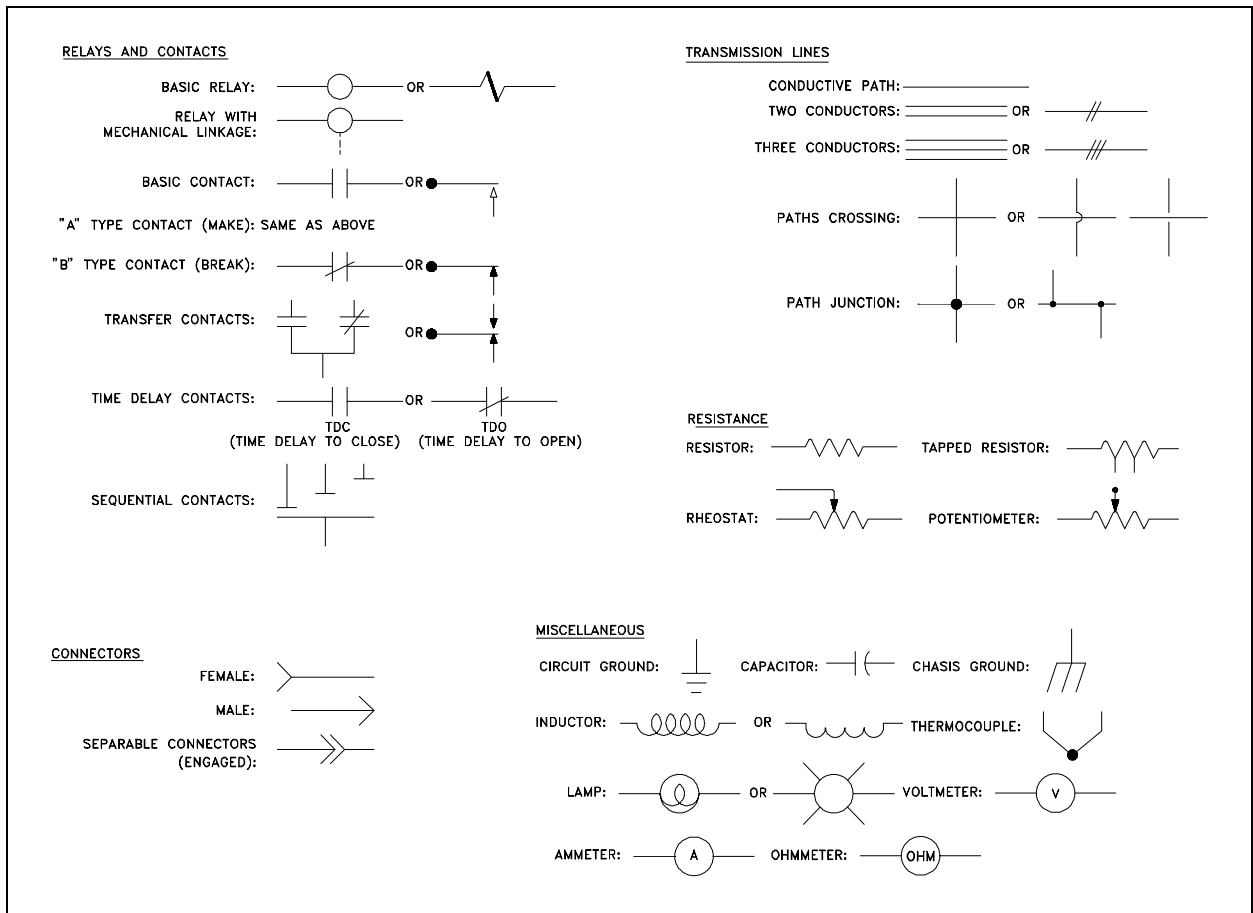 RELAYS AND CONTACTS
BASIC RELAY: OR
RELAY WITH
MECHANICAL LINKAGE:
BASIC CONTACT: OR
"A" TYPE CONTACT (MAKE): SAME AS ABOVE
"B" TYPE CONTACT (BREAK): OR
TRANSFER CONTACTS: OR
TIME DELAY CONTACTS: OR
TDC TDO
(TIME DELAY TO CLOSE) (TIME DELAY TO OPEN)
SEQUENTIAL CONTACTS:
TRANSMISSION LINES
CONDUCTIVE PATH:
TWO CONDUCTORS: OR
THREE CONDUCTORS: OR
PATHS CROSSING: OR
PATH JUNCTION: OR
RESISTANCE
RESISTOR: TAPPED RESISTOR:
RHEOSTAT: POTENTIOMETER:
CONNECTORS
FEMALE:
MALE:
SEPARABLE CONNECTORS
(ENGAGED):
MISCELLANEOUS
CIRCUIT GROUND: CAPACITOR: CHASIS GROUND:
INDUCTOR: OR THERMOCOUPLE:
LAMP: OR VOLTMETER: V
AMMETER: A OHMMETER: OHM